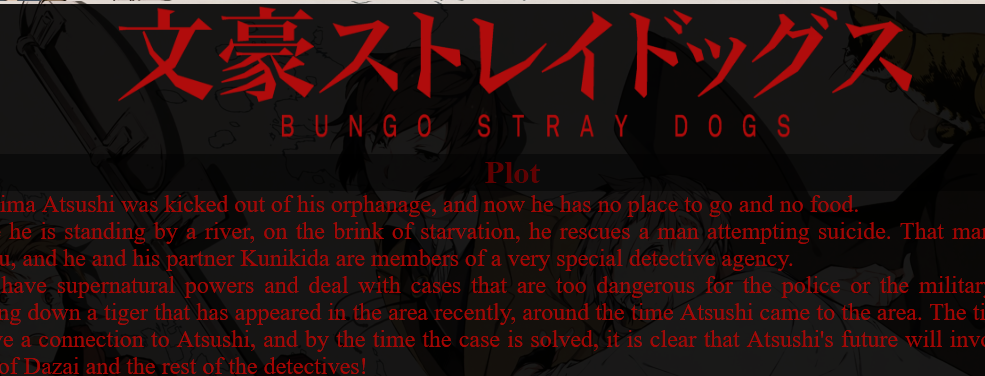 文豪ストレイドッグス
BUNGO STRAY DOGS
Plot
ima Atsushi was kicked out of his orphanage, and now he has no place to go and no food.
he is standing by a river, on the brink of starvation, he rescues a man attempting suicide. That man
u, and he and his partner Kunikida are members of a very special detective agency.
have supernatural powers and deal with cases that are too dangerous for the police or the military
ng down a tiger that has appeared in the area recently, around the time Atsushi came to the area. The ti
ve a connection to Atsushi, and by the time the case is solved, it is clear that Atsushi's future will invo
of Dazai and the rest of the detectives!